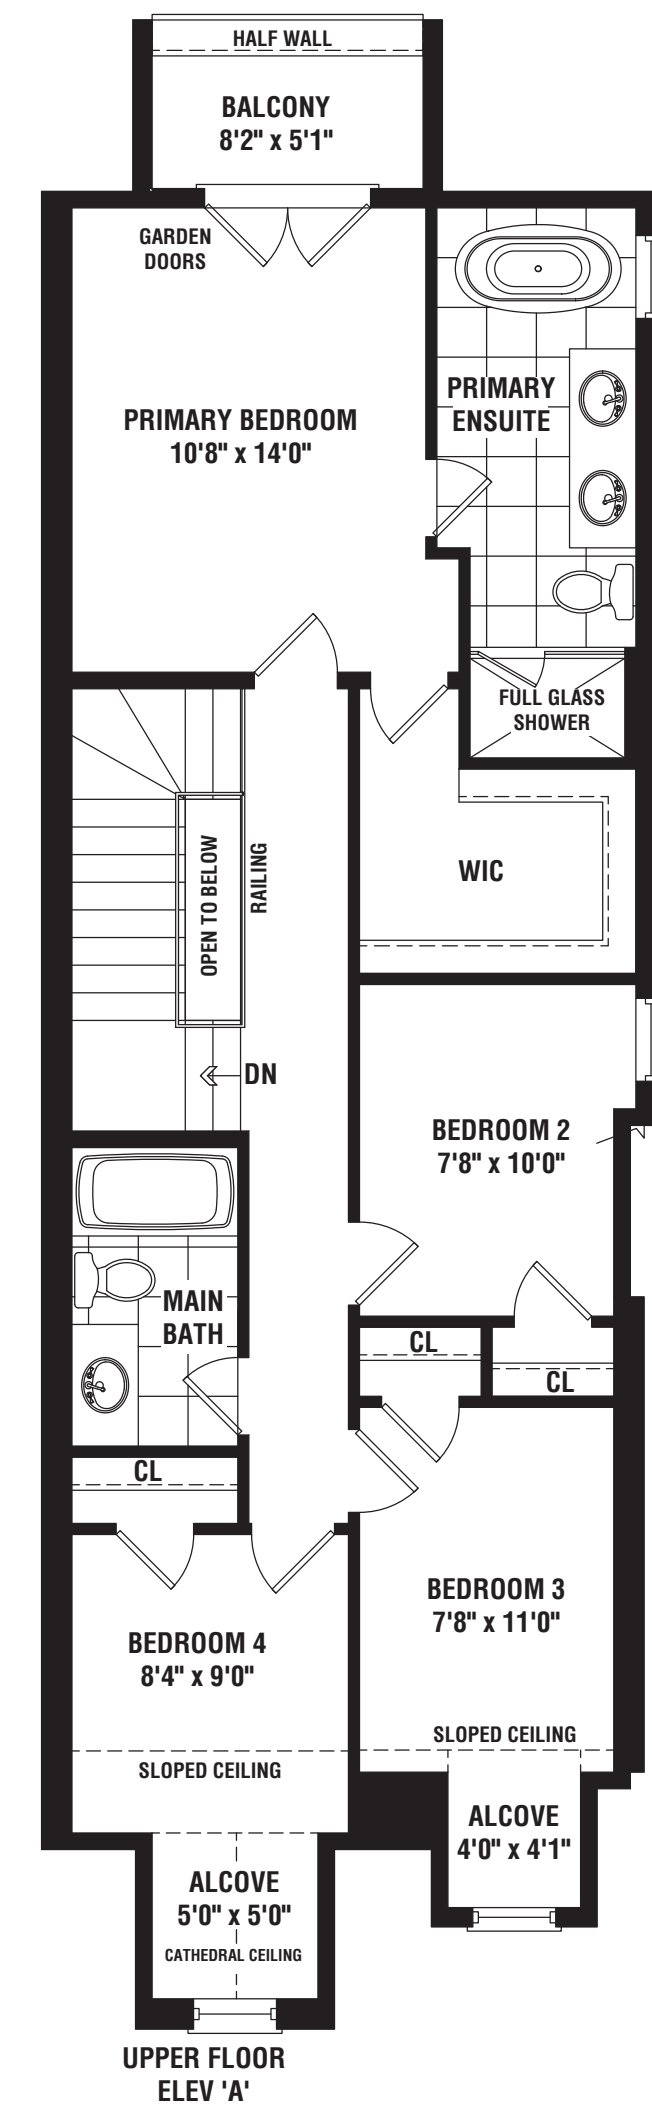 HALF WALL
BALCONY
8'2" x 5'1"
GARDEN
DOORS
PRIMARY
ENSUITE
PRIMARY BEDROOM
10'8" x 14'0"
FULL GLASS
SHOWER
OPEN TO BELOW
RAILING
WIC
DN
BEDROOM 2
7'8" x 10'0"
MAIN
BATH
CL
CL
CL
BEDROOM 3
7'8" x 11'0"
BEDROOM 4
8'4" x 9'0"
SLOPED CEILING
SLOPED CEILING
ALCOVE
4'0" x 4'1"
ALCOVE
5'0" x 5'0"
CATHEDRAL CEILING
UPPER FLOOR
ELEV 'A'